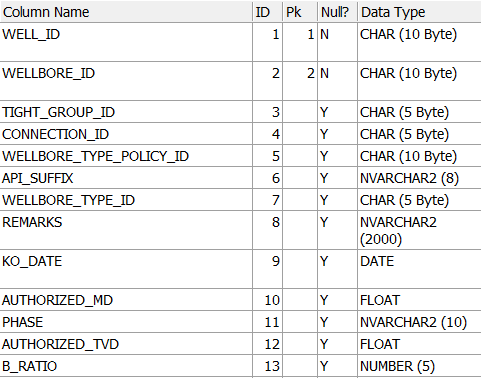 Column Name ID Pk Null? Data Type
WELL_ID 1 1 N CHAR (10 Byte)
WELLBORE_ID 2 2 N CHAR (10 Byte)
TIGHT_GROUP_ID 3 Y CHAR (5 Byte)
CONNECTION_ID 4 Y CHAR (5 Byte)
WELLBORE_TYPE_POLICY_ID 5 Y CHAR (10 Byte)
API_SUFFIX 6 Y NVARCHAR2 (8)
WELLBORE_TYPE_ID 7 Y CHAR (5 Byte)
REMARKS 8 Y NVARCHAR2
(2000)
KO_DATE 9 Y DATE
AUTHORIZED_MD 10 Y FLOAT
PHASE 11 Y NVARCHAR2 (10)
AUTHORIZED_TVD 12 Y FLOAT
B_RATIO 13 Y NUMBER (5)